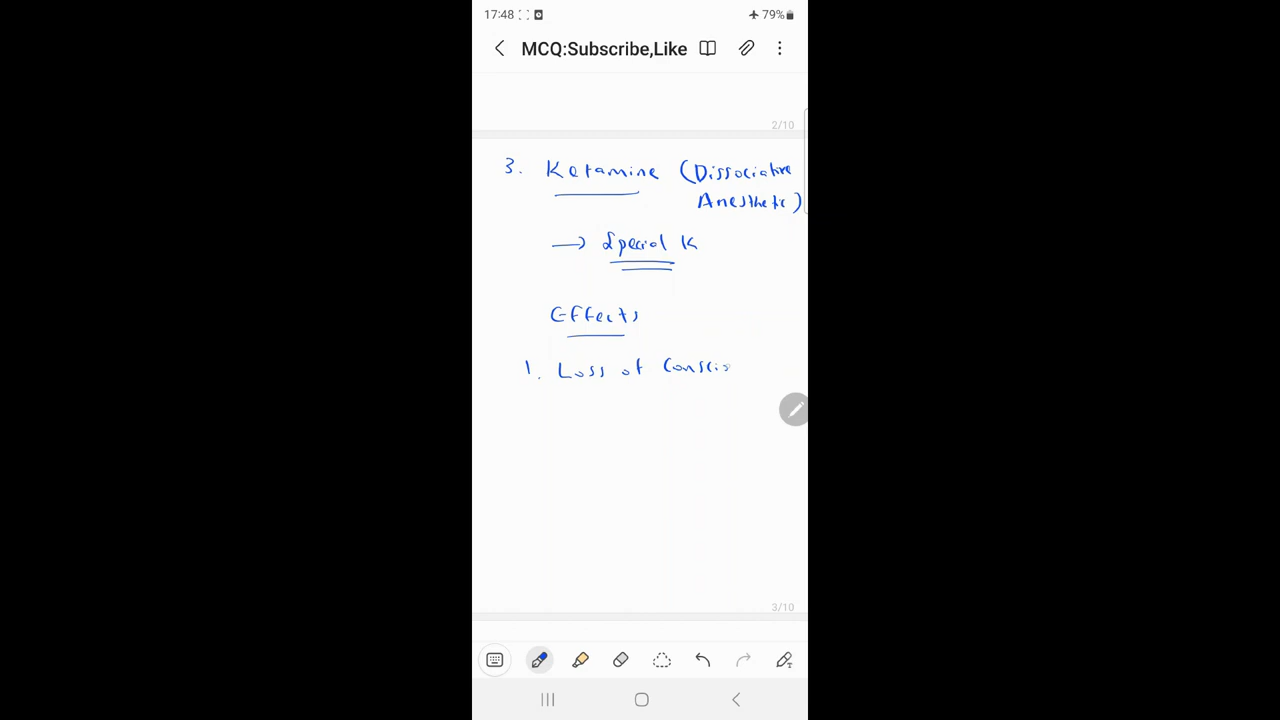 17:48 79%
MCQ:Subscribe,Like
2/10
3. Ketamine (Dissociative
Anesthetic)
→ Special K
Effects
1. Loss of Conscio
3/10